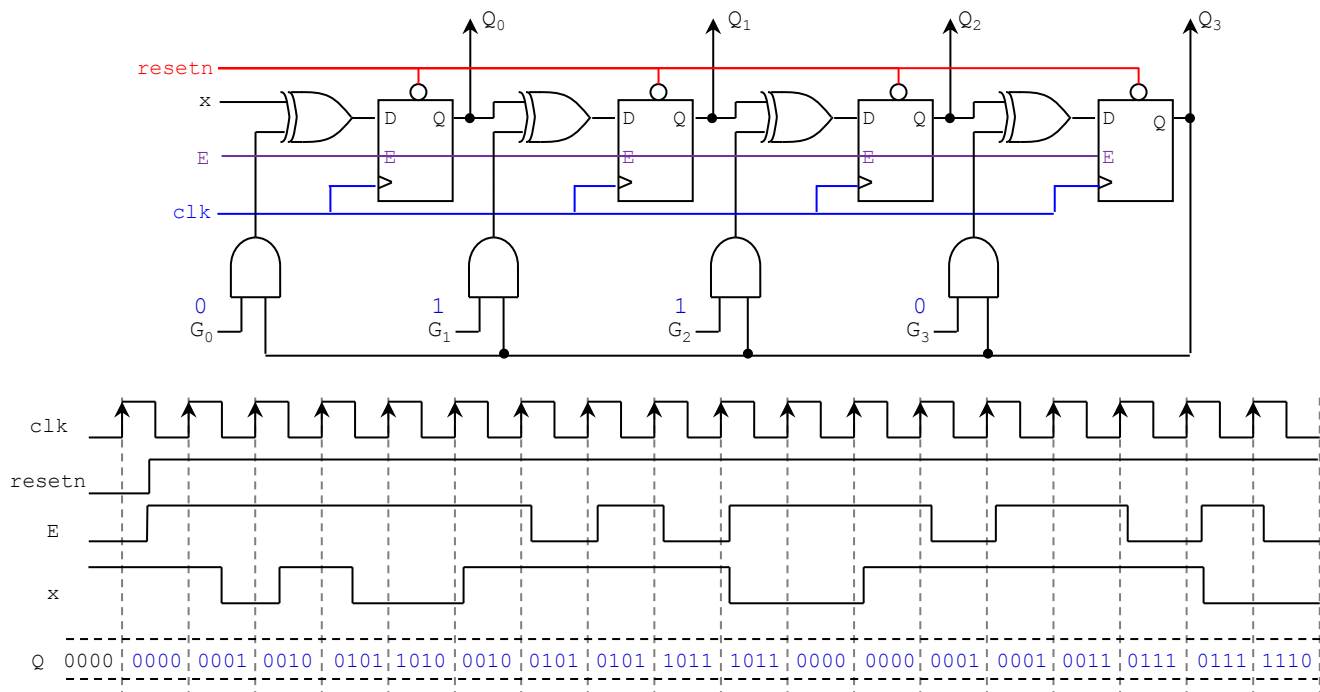 Q0 Q1 Q2 Q3
resetn
x
D Q D Q D Q D Q
E E E E E
clk
0 1 1 0
G0 G1 G2 G3
clk
resetn
E
x
Q 0000 0000 0001 0010 0101 1010 0010 0101 0101 1011 1011 0000 0000 0001 0001 0011 0111 0111 1110